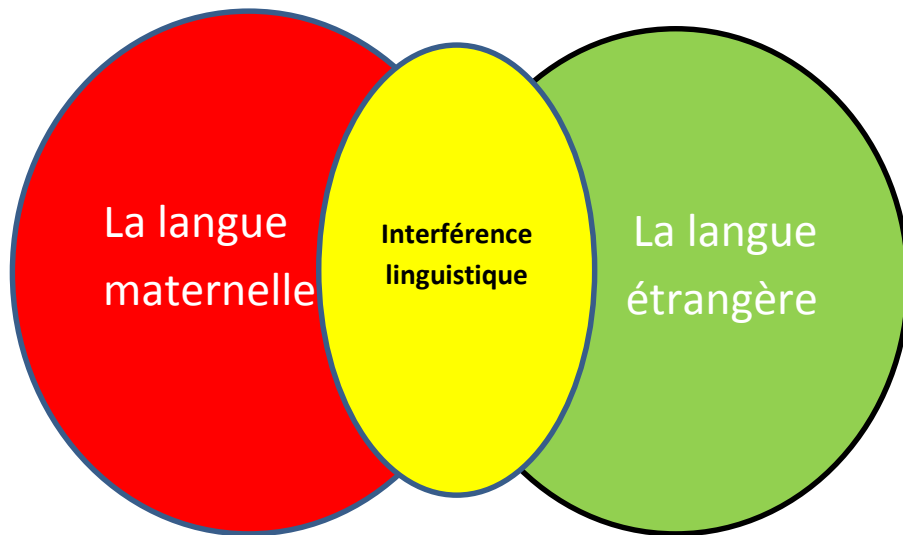 La langue
maternelle
Interférence
linguistique
La langue
étrangère